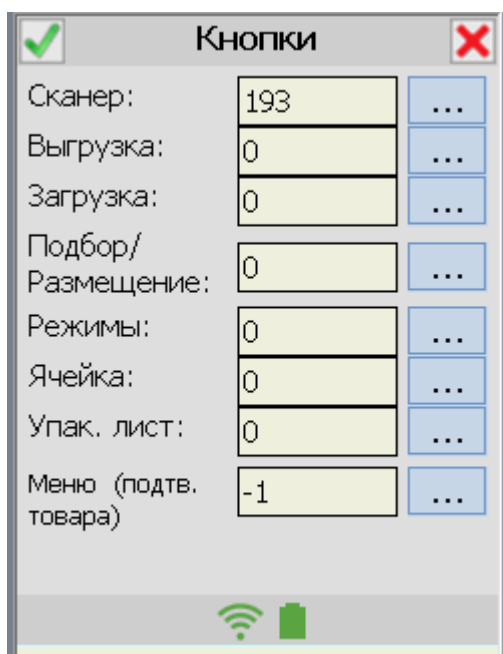 Кнопки
Сканер: 193 ...
Выгрузка: 0 ...
Загрузка: 0 ...
Подбор/
Размещение: 0 ...
Режимы: 0 ...
Ячейка: 0 ...
Упак. лист: 0 ...
Меню (подтв.
товара) -1 ...